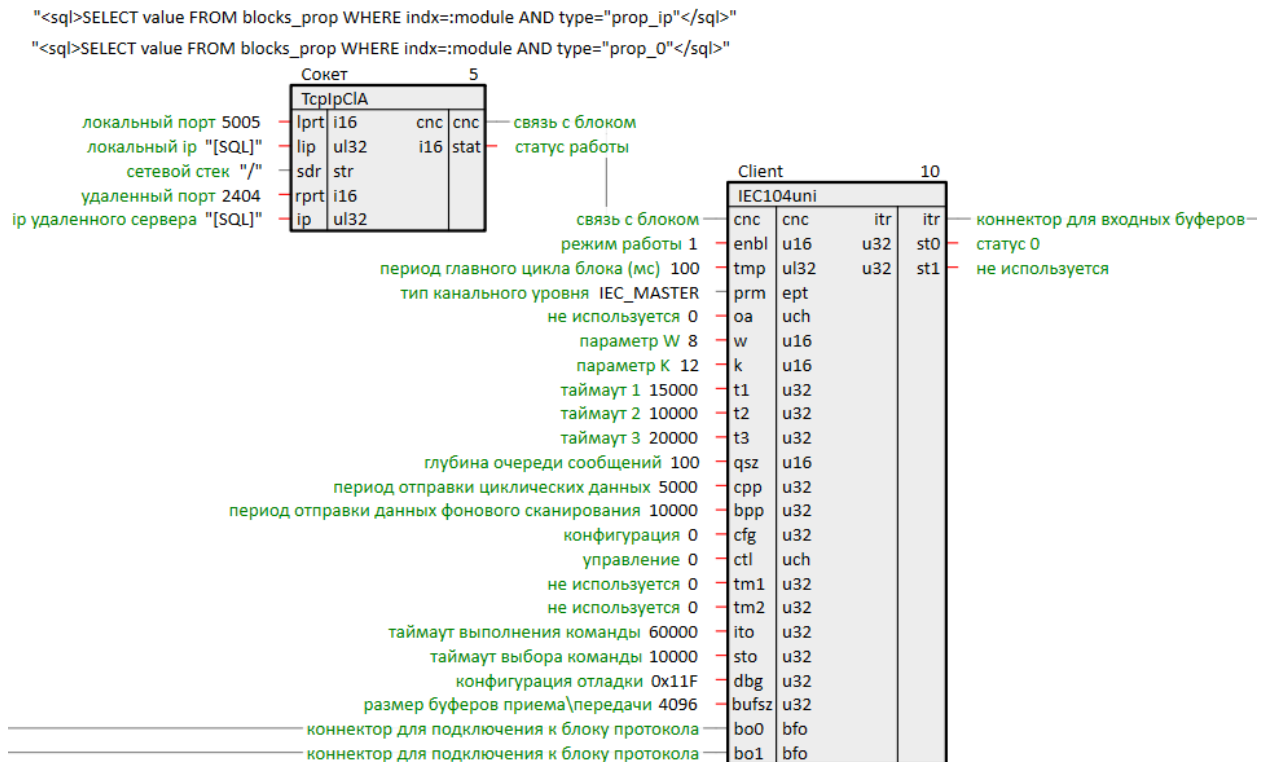 "<sql>SELECT value FROM blocks_prop WHERE indx=:module AND type="prop_ip"</sql>"
"<sql>SELECT value FROM blocks_prop WHERE indx=:module AND type="prop_0"</sql>"
Сокет 5
TcpIpClA
локальный порт 5005 lprt i16 cnc cnc связь с блоком
локальный ip "[SQL]" lip ul32 i16 stat статус работы
сетевой стек "/" sdr str
удаленный порт 2404 rprt i16
ip удаленного сервера "[SQL]" ip ul32
Client 10
IEC104uni
связь с блоком cnc cnc itr itr коннектор для входных буферов
режим работы 1 enbl u16 u32 st0 статус 0
период главного цикла блока (мс) 100 tmp ul32 u32 st1 не используется
тип канального уровня IEC_MASTER prm ept
не используется 0 oa uch
параметр W 8 w u16
параметр K 12 k u16
таймаут 1 15000 t1 u32
таймаут 2 10000 t2 u32
таймаут 3 20000 t3 u32
глубина очереди сообщений 100 qsz u16
период отправки циклических данных 5000 cpp u32
период отправки данных фонового сканирования 10000 bpp u32
конфигурация 0 cfg u32
управление 0 ctl uch
не используется 0 tm1 u32
не используется 0 tm2 u32
таймаут выполнения команды 60000 ito u32
таймаут выбора команды 10000 sto u32
конфигурация отладки 0x11F dbg u32
размер буферов приема\передачи 4096 bufsz u32
коннектор для подключения к блоку протокола bo0 bfo
коннектор для подключения к блоку протокола bo1 bfo